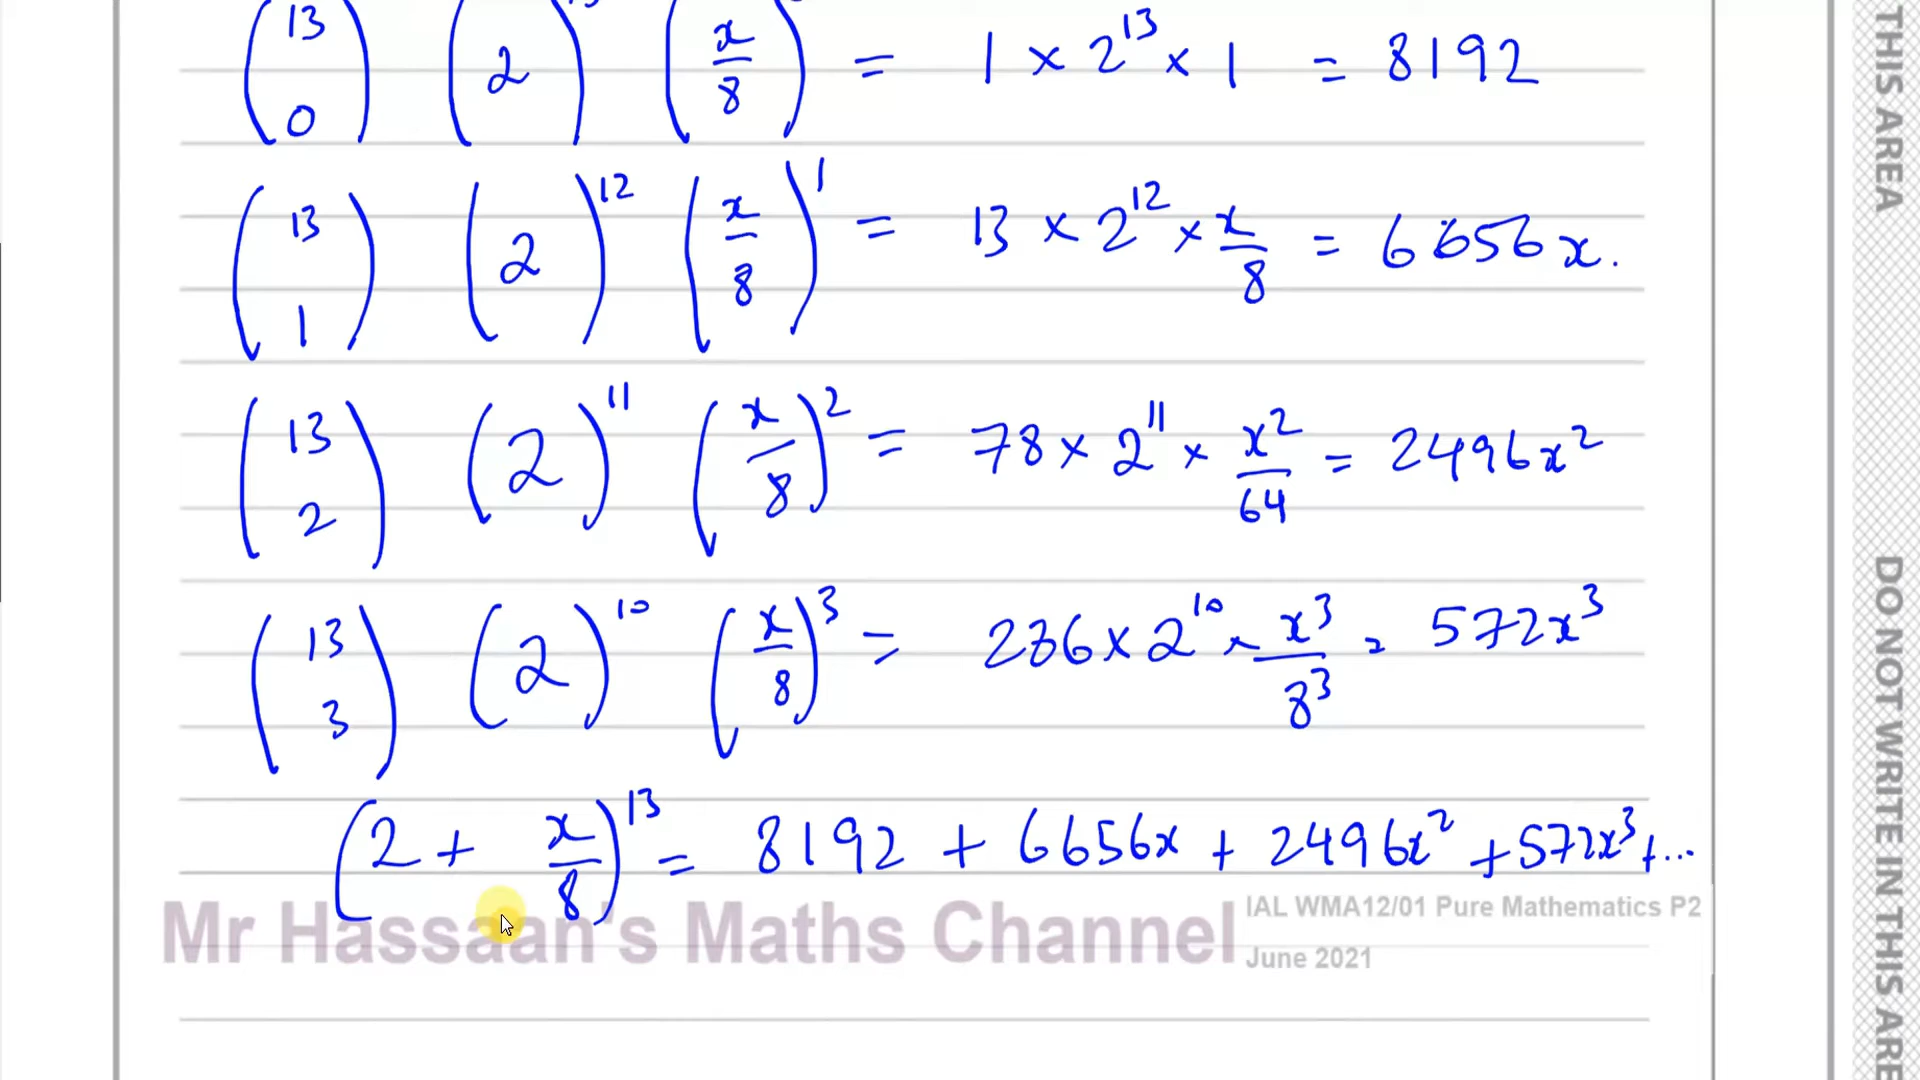 (13 0) (2) (x/8) = 1 × 2^13 × 1 = 8192
(13 1) (2)^12 (x/8)^1 = 13 × 2^12 × x/8 = 6656x.
(13 2) (2)^11 (x/8)^2 = 78 × 2^11 × x^2/64 = 2496x^2
(13 3) (2)^10 (x/8)^3 = 286 × 2^10 × x^3/8^3 = 572x^3
(2 + x/8)^13 = 8192 + 6656x + 2496x^2 + 572x^3 + ...
Mr Hassaan's Maths Channel
IAL WMA12/01 Pure Mathematics P2
June 2021
THIS AREA
DO NOT WRITE IN THIS ARE